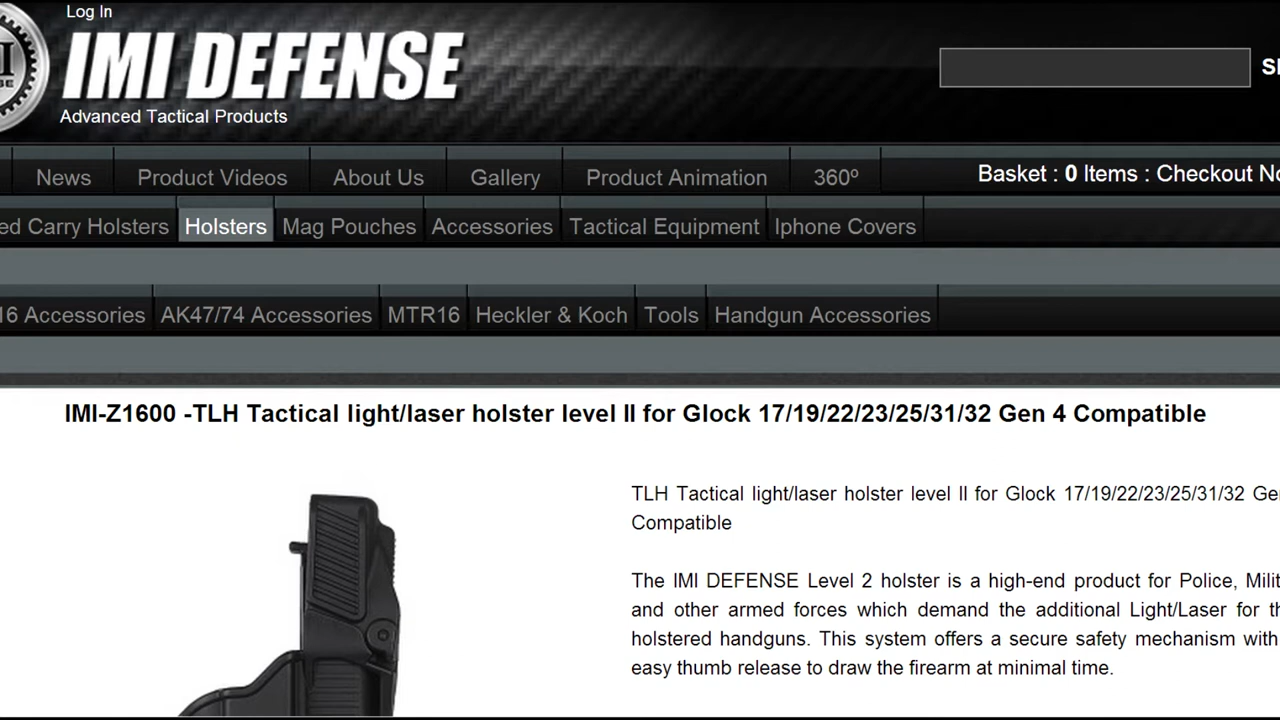 Log In
IMI DEFENSE
Advanced Tactical Products
News Product Videos About Us Gallery Product Animation 360º
Basket : 0 Items : Checkout
Carry Holsters Holsters Mag Pouches Accessories Tactical Equipment Iphone Covers
Accessories AK47/74 Accessories MTR16 Heckler & Koch Tools Handgun Accessories
IMI-Z1600 -TLH Tactical light/laser holster level II for Glock 17/19/22/23/25/31/32 Gen 4 Compatible
TLH Tactical light/laser holster level II for Glock 17/19/22/23/25/31/32
Compatible
The IMI DEFENSE Level 2 holster is a high-end product for Police,
and other armed forces which demand the additional Light/Laser for
holstered handguns. This system offers a secure safety mechanism with
easy thumb release to draw the firearm at minimal time.